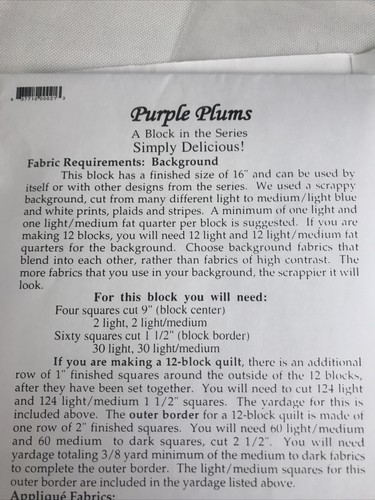 Purple Plums
A Block in the Series
Simply Delicious!
Fabric Requirements: Background
This block has a finished size of 16" and can be used by
itself or with other designs from the series. We used a scrappy
background, cut from many different light to medium/light blue
and white prints, plaids and stripes. A minimum of one light and
one light/medium fat quarter per block is suggested. If you are
making 12 blocks, you will need 12 light and 12 light/medium fat
quarters for the background. Choose background fabrics that
blend into each other, rather than fabrics of high contrast. The
more fabrics that you use in your background, the scrappier it will
look.
For this block you will need:
Four squares cut 9" (block center)
2 light, 2 light/medium
Sixty squares cut 1 1/2" (block border)
30 light, 30 light/medium
If you are making a 12-block quilt, there is an additional
row of 1" finished squares around the outside of the 12 blocks,
after they have been set together. You will need to cut 124 light
and 124 light/medium 1 1/2" squares. The yardage for this is
included above. The outer border for a 12-block quilt is made of
one row of 2" finished squares. You will need 60 light/medium
and 60 medium to dark squares, cut 2 1/2". You will need
yardage totaling 3/8 yard minimum of the medium to dark fabrics
to complete the outer border. The light/medium squares for this
outer border are included in the yardage listed above.
Appliqué Fabrics: